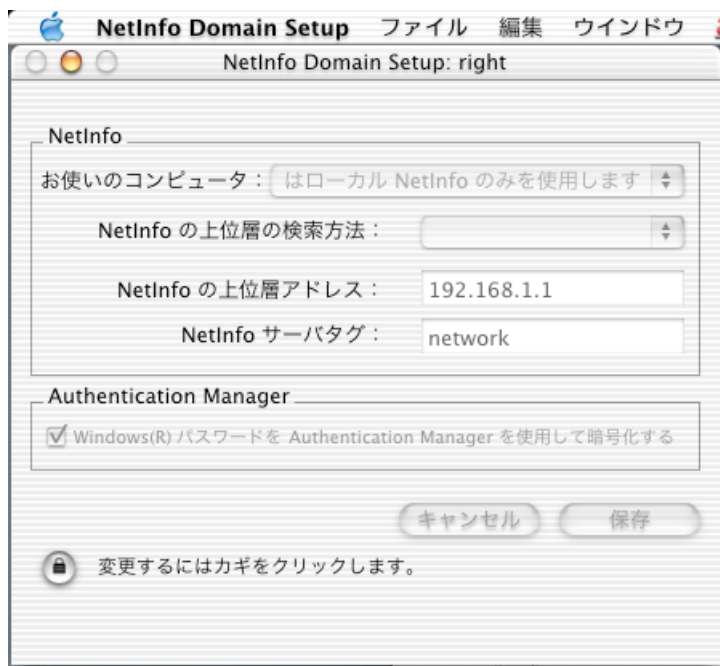 NetInfo Domain Setup ファイル 編集 ウインドウ
NetInfo Domain Setup: right
NetInfo
お使いのコンピュータ： はローカル NetInfo のみを使用します
NetInfo の上位層の検索方法：
NetInfo の上位層アドレス： 192.168.1.1
NetInfo サーバタグ： network
Authentication Manager
Windows(R) パスワードを Authentication Manager を使用して暗号化する
キャンセル 保存
変更するにはカギをクリックします。